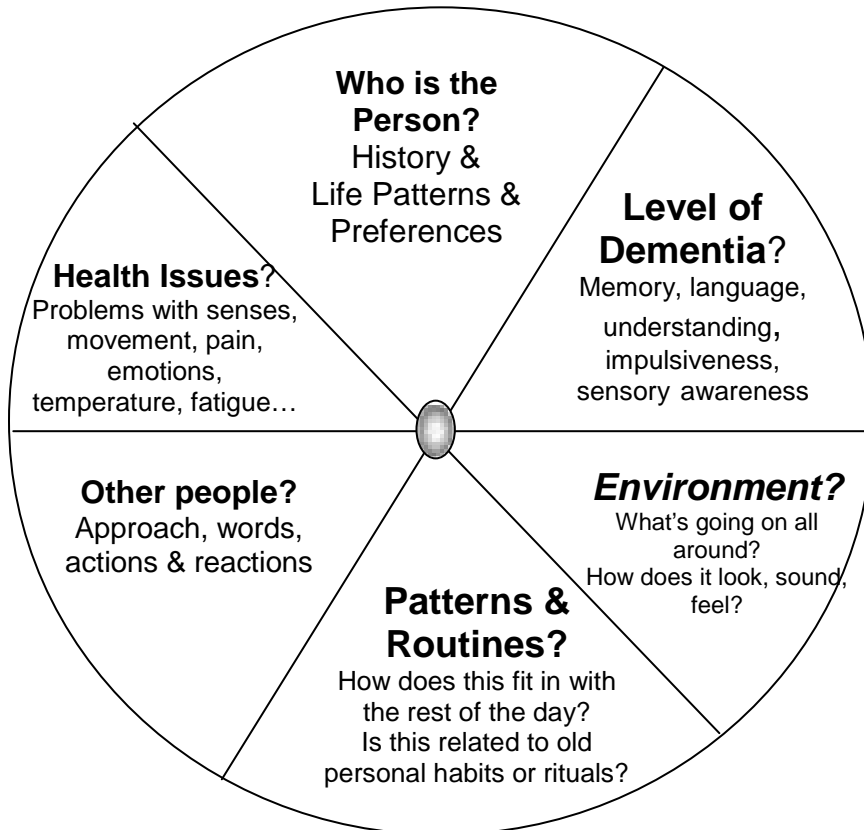 Who is the
Person?
History &
Life Patterns &
Preferences
Level of
Dementia?
Memory, language,
understanding,
impulsiveness,
sensory awareness
Environment?
What's going on all
around?
How does it look, sound,
feel?
Patterns &
Routines?
How does this fit in with
the rest of the day?
Is this related to old
personal habits or rituals?
Other people?
Approach, words,
actions & reactions
Health Issues?
Problems with senses,
movement, pain,
emotions,
temperature, fatigue…